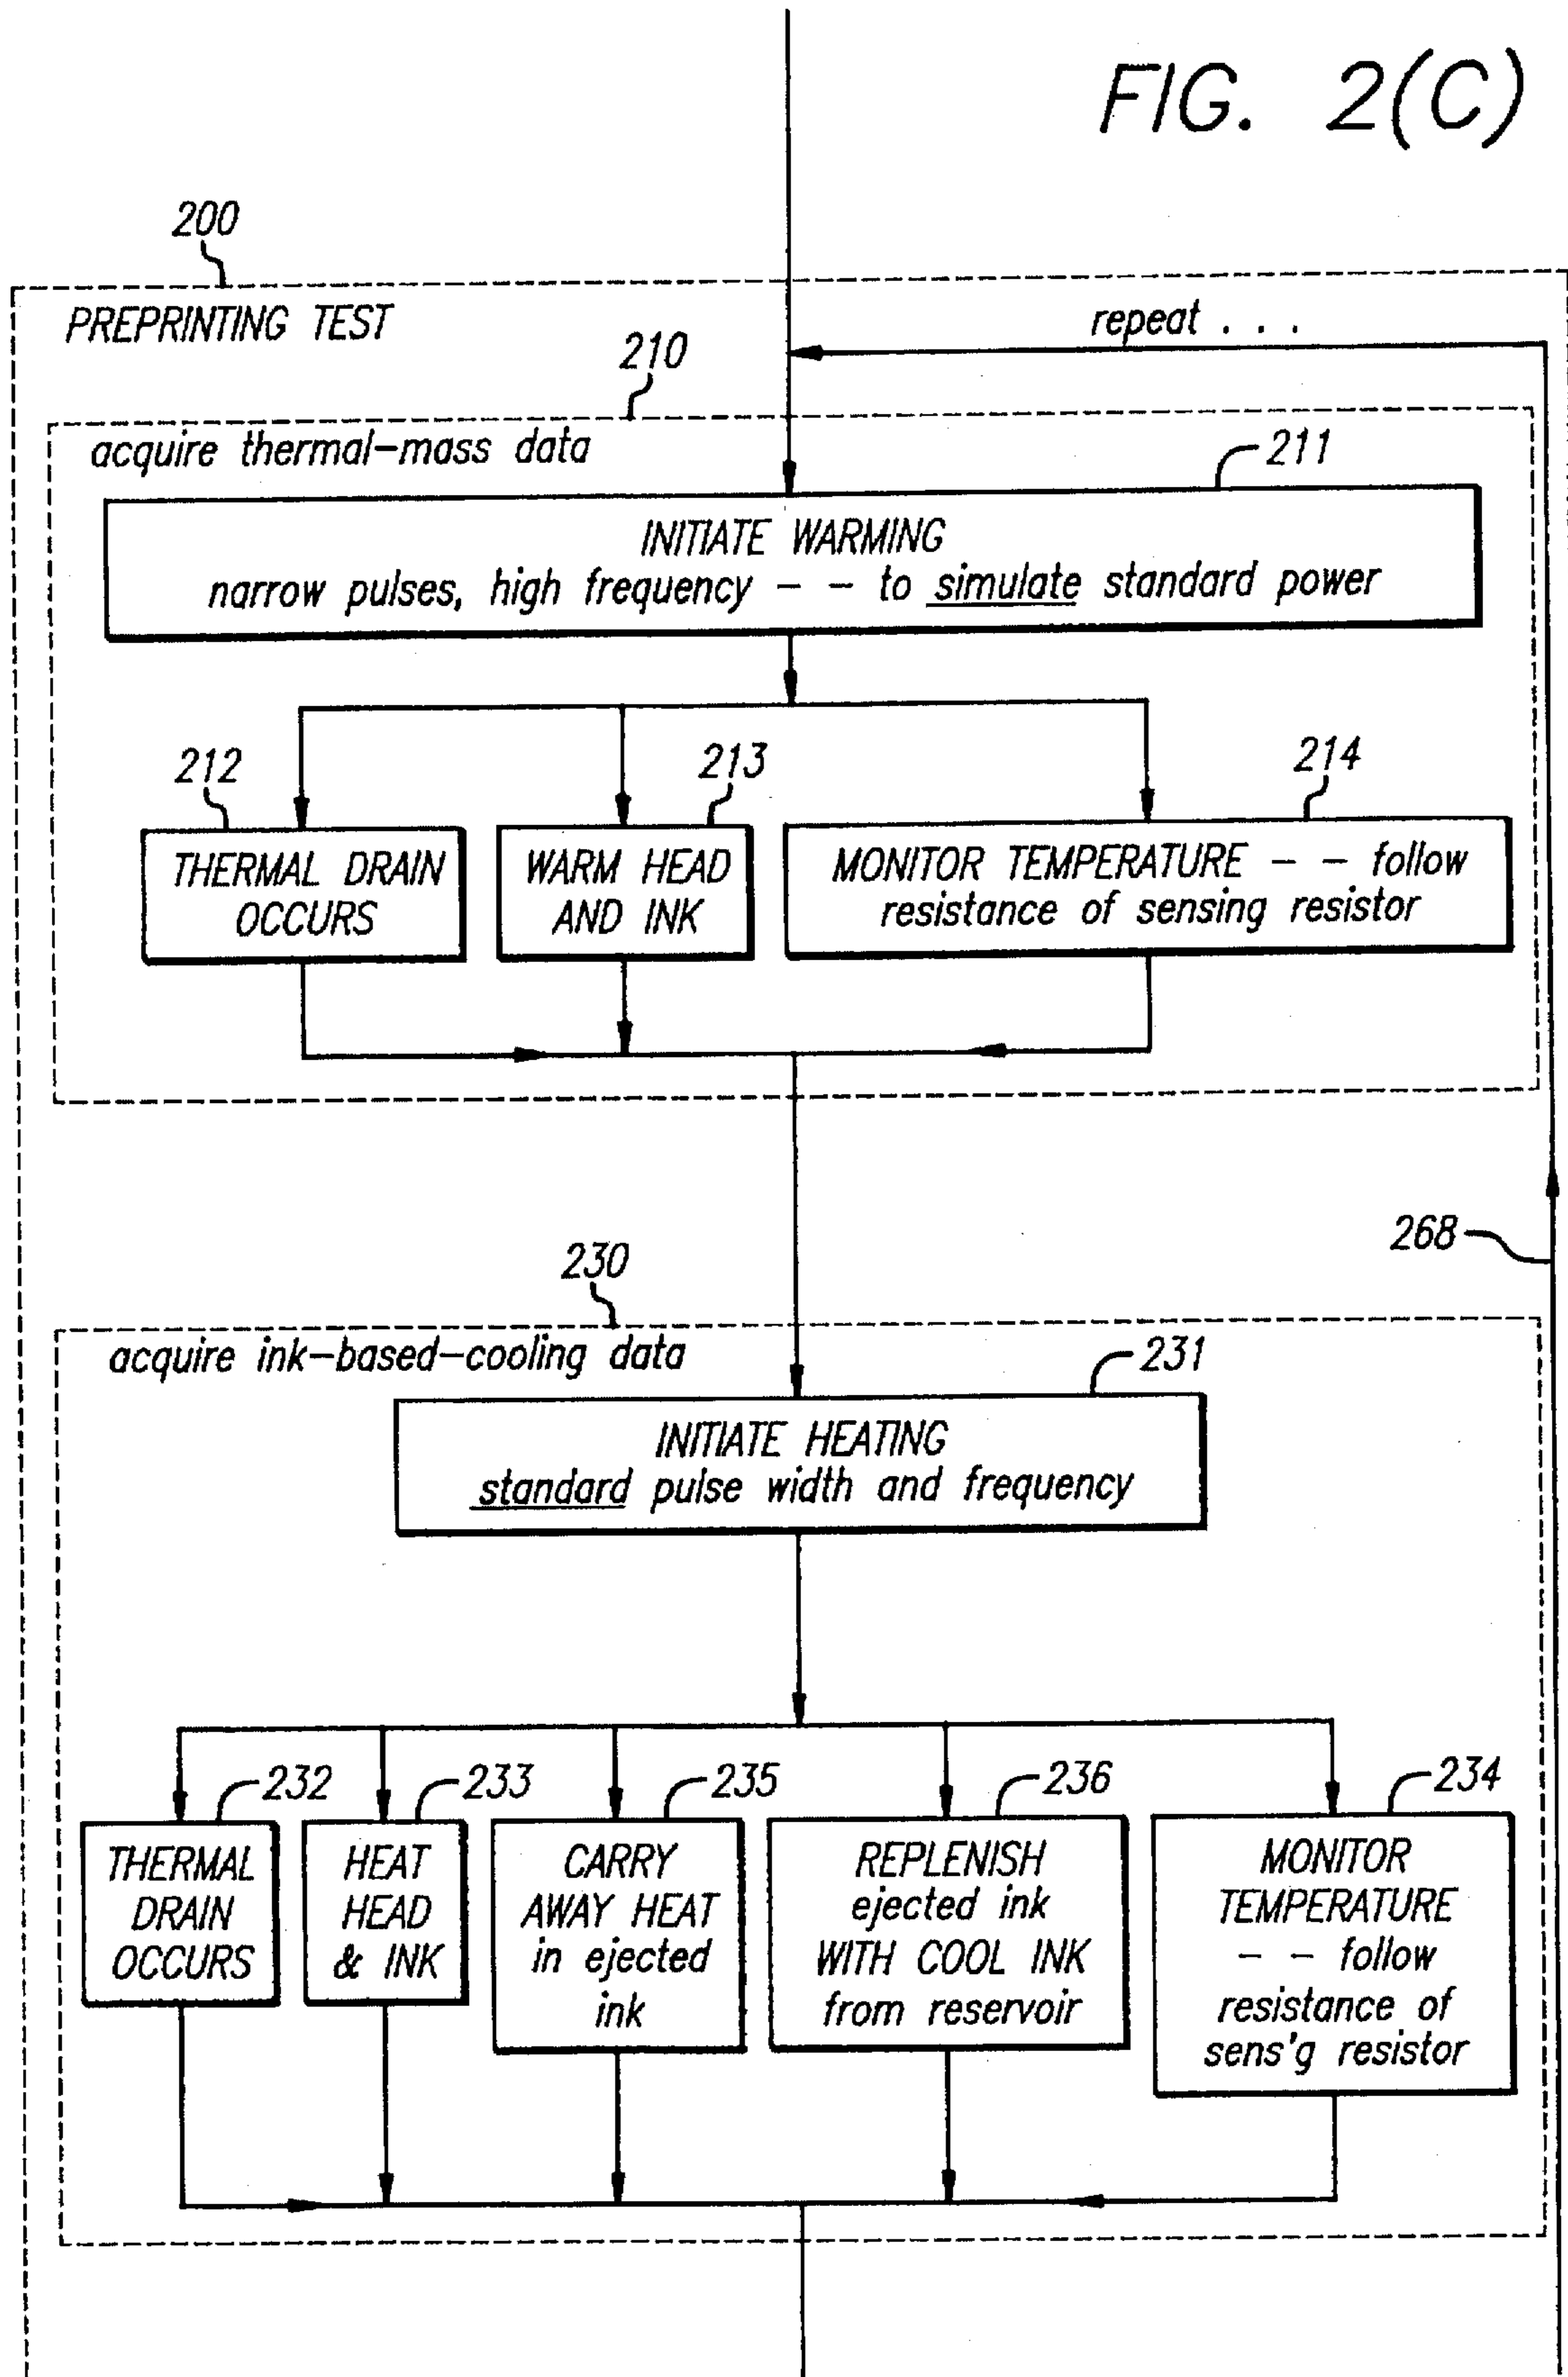 FIG. 2(C)
200
PREPRINTING TEST
repeat . . .
210
acquire thermal-mass data
211
INITIATE WARMING
narrow pulses, high frequency - - to simulate standard power
212
213
214
THERMAL DRAIN
OCCURS
WARM HEAD
AND INK
MONITOR TEMPERATURE - - follow
resistance of sensing resistor
268
230
acquire ink-based-cooling data
231
INITIATE HEATING
standard pulse width and frequency
232
233
235
236
234
THERMAL
DRAIN
OCCURS
HEAT
HEAD
& INK
CARRY
AWAY HEAT
in ejected
ink
REPLENISH
ejected ink
WITH COOL INK
from reservoir
MONITOR
TEMPERATURE
- - follow
resistance of
sens'g resistor